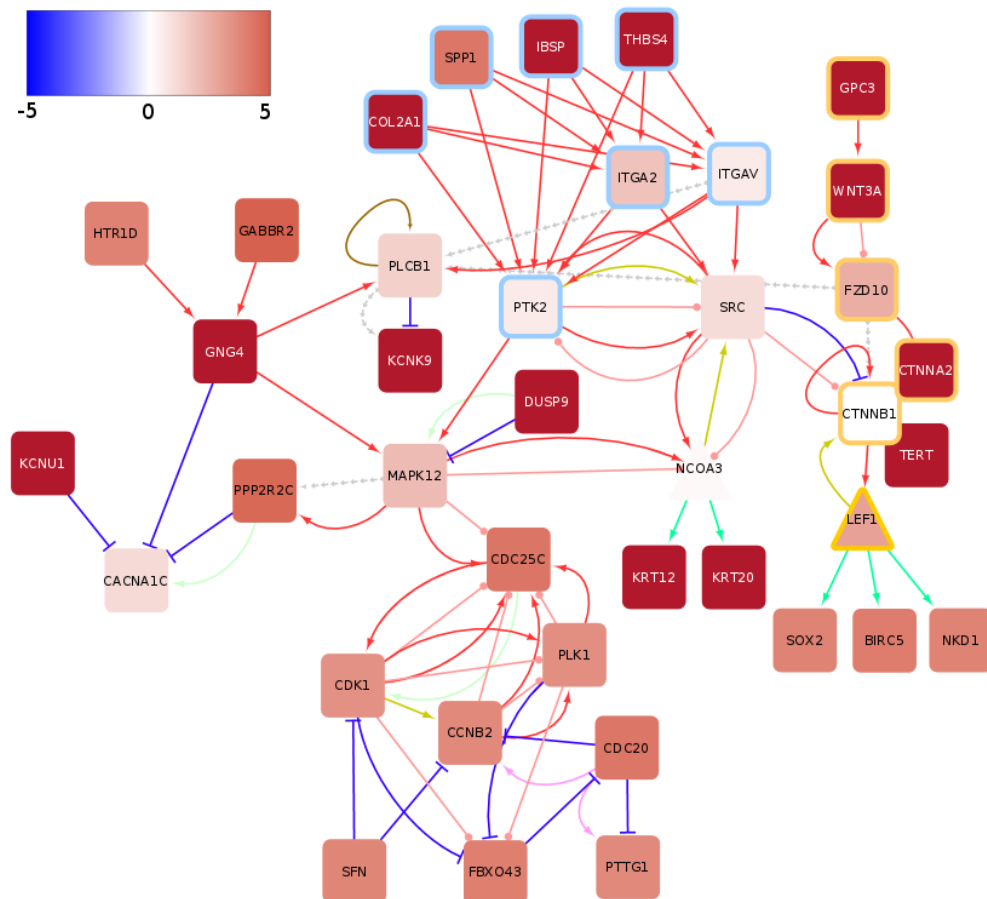 -5 0 5
SPP1
IBSP
THBS4
COL2A1
GPC3
ITGA2
ITGAV
WNT3A
HTR1D
GABBR2
PLCB1
FZD10
PTK2
SRC
GNG4
KCNK9
CTNNA2
DUSP9
CTNNB1
KCNU1
TERT
PPP2R2C
MAPK12
NCOA3
LEF1
CACNA1C
CDC25C
KRT12
KRT20
SOX2
BIRC5
NKD1
PLK1
CDK1
CCNB2
CDC20
SFN
FBXO43
PTTG1